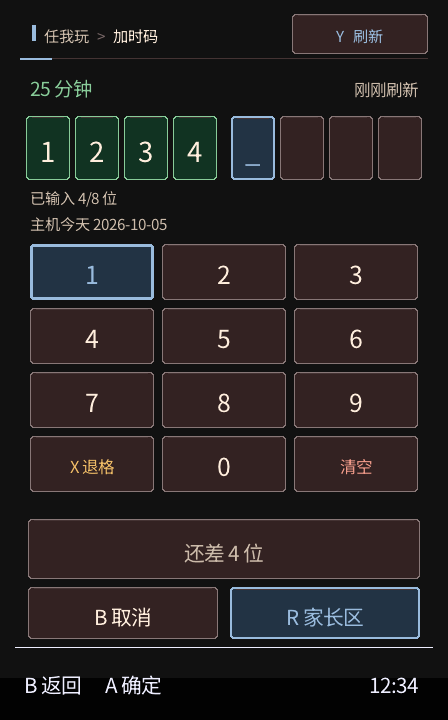 任我玩 > 加时码
Y 刷新
25 分钟
刚刚刷新
1 2 3 4 _
已输入 4/8 位
主机今天 2026-10-05
1 2 3
4 5 6
7 8 9
X 退格 0 清空
还差 4 位
B 取消 R 家长区
B 返回 A 确定 12:34